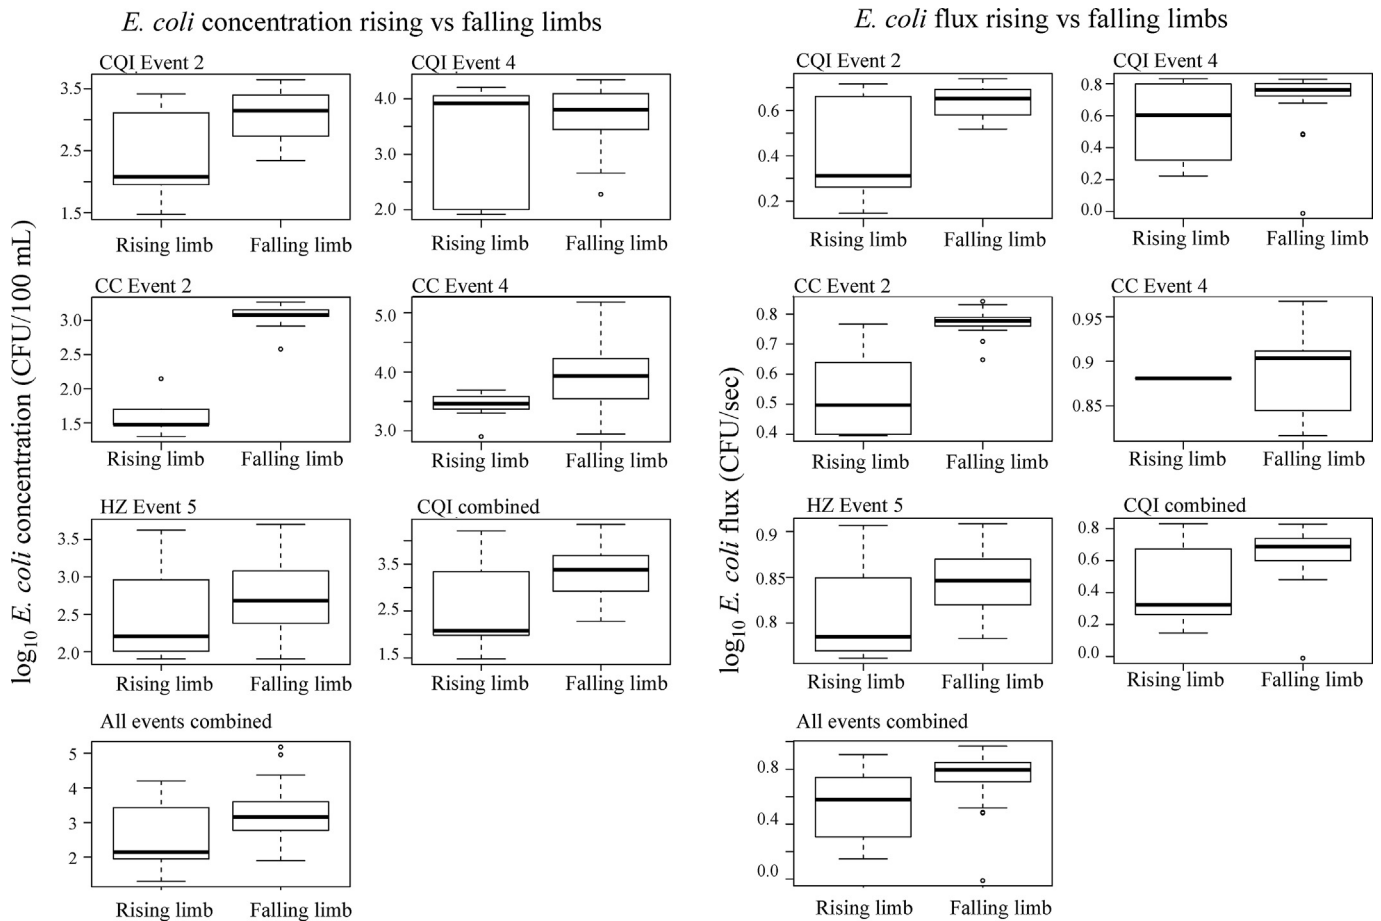 E. coli concentration rising vs falling limbs
log10 E. coli concentration (CFU/100 mL)
CQI Event 2
3.5
2.5
1.5
Rising limb Falling limb
CQI Event 4
4.0
3.0
2.0
Rising limb Falling limb
CC Event 2
3.0
2.5
2.0
1.5
Rising limb Falling limb
CC Event 4
5.0
4.0
3.0
Rising limb Falling limb
HZ Event 5
3.5
3.0
2.5
2.0
Rising limb Falling limb
CQI combined
3.5
2.5
1.5
Rising limb Falling limb
All events combined
5
4
3
2
Rising limb Falling limb
E. coli flux rising vs falling limbs
log10 E. coli flux (CFU/sec)
CQI Event 2
0.6
0.4
0.2
Rising limb Falling limb
CQI Event 4
0.8
0.6
0.4
0.2
0.0
Rising limb Falling limb
CC Event 2
0.8
0.7
0.6
0.5
0.4
Rising limb Falling limb
CC Event 4
0.95
0.9
0.85
Rising limb Falling limb
HZ Event 5
0.9
0.85
0.8
Rising limb Falling limb
CQI combined
0.8
0.6
0.4
0.2
0.0
Rising limb Falling limb
All events combined
0.8
0.4
0.0
Rising limb Falling limb